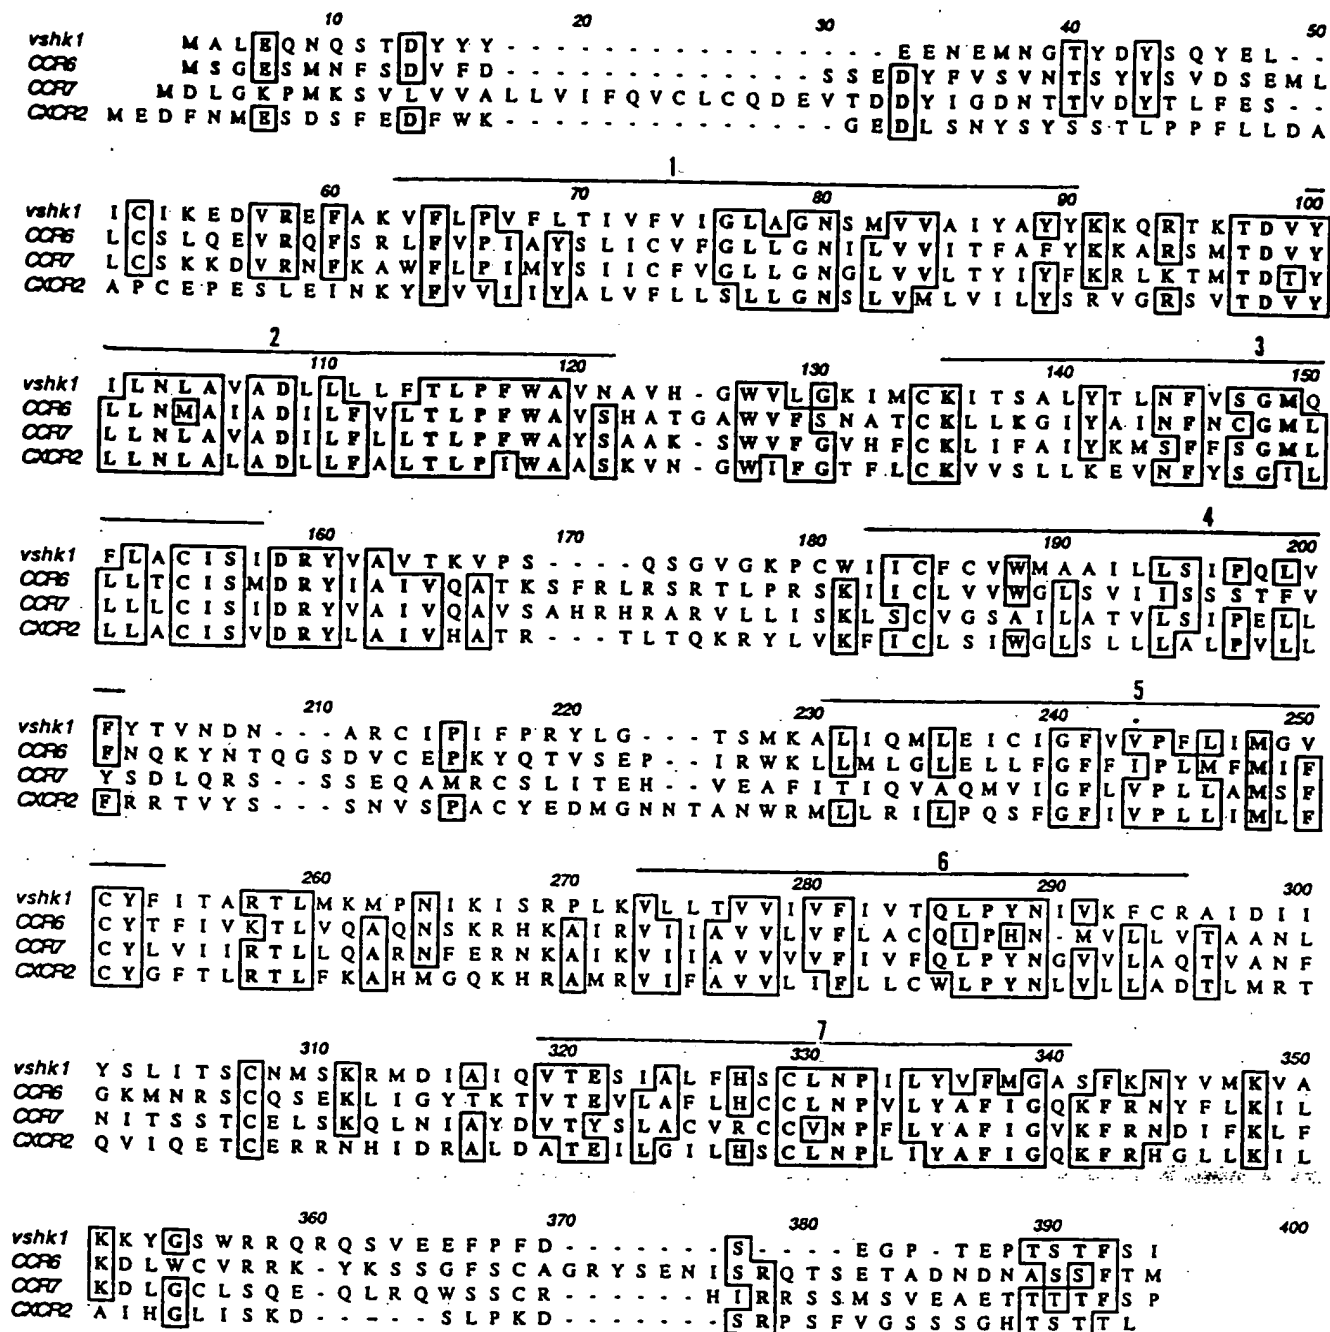 10 20 30 40 50
vshk1 M A L E Q N Q S T D Y Y Y - - - - - - - - - - - - - - - - E E N E M N G T Y D Y S Q Y E L - -
CCR6 M S G E S M N F S D V F D - - - - - - - - - - - - - S S E D Y F V S V N T S Y Y S V D S E M L
CCR7 M D L G K P M K S V L V V A L L V I F Q V C L C Q D E V T D D Y I G D N T T V D Y T L F E S - -
CXCR2 M E D F N M E S D S F E D F W K - - - - - - - - - - - - - - G E D L S N Y S Y S S T L P P F L L D A
1
60 70 80 90 100
vshk1 I C I K E D V R E F A K V F L P V F L T I V F V I G L A G N S M V V A I Y A Y Y K K Q R T K T D V Y
CCR6 L C S L Q E V R Q F S R L F V P I A Y S L I C V F G L L G N I L V V I T F A F Y K K A R S M T D V Y
CCR7 L C S K K D V R N F K A W F L P I M Y S I I C F V G L L G N G L V V L T Y I Y F K R L K T M T D T Y
CXCR2 A P C E P E S L E I N K Y F V V I I Y A L V F L L S L L G N S L V M L V I L Y S R V G R S V T D V Y
2 3
110 120 130 140 150
vshk1 I L N L A V A D L L L L F T L P F W A V N A V H - G W V L G K I M C K I T S A L Y T L N F V S G M Q
CCR6 L L N M A I A D I L F V L T L P F W A V S H A T G A W V F S N A T C K L L K G I Y A I N F N C G M L
CCR7 L L N L A V A D I L F L L T L P F W A Y S A A K - S W V F G V H F C K L I F A I Y K M S F F S G M L
CXCR2 L L N L A L A D L L F A L T L P I W A A S K V N - G W I F G T F L C K V V S L L K E V N F Y S G I L
4
160 170 180 190 200
vshk1 F L A C I S I D R Y V A V T K V P S - - - - Q S G V G K P C W I I C F C V W M A A I L L S I P Q L V
CCR6 L L T C I S M D R Y I A I V Q A T K S F R L R S R T L P R S K I I C L V V W G L S V I I S S S T F V
CCR7 L L L C I S I D R Y V A I V Q A V S A H R H R A R V L L I S K L S C V G S A I L A T V L S I P E L L
CXCR2 L L A C I S V D R Y L A I V H A T R - - - T L T Q K R Y L V K F I C L S I W G L S L L L A L P V L L
5
210 220 230 240 250
vshk1 F Y T V N D N - - - A R C I P I F P R Y L G - - - T S M K A L I Q M L E I C I G F V V P F L I M G V
CCR6 F N Q K Y N T Q G S D V C E P K Y Q T V S E P - - I R W K L L M L G L E L L F G F F I P L M F M I F
CCR7 Y S D L Q R S - - - S S E Q A M R C S L I T E H - - V E A F I T I Q V A Q M V I G F L V P L L A M S F
CXCR2 F R R T V Y S - - - S N V S P A C Y E D M G N N T A N W R M L L R I L P Q S F G F I V P L L I M L F
6
260 270 280 290 300
vshk1 C Y F I T A R T L M K M P N I K I S R P L K V L L T V V I V F I V T Q L P Y N I V K F C R A I D I I
CCR6 C Y T F I V K T L V Q A Q N S K R H K A I R V I I A V V L V F L A C Q I P H N - M V L L V T A A N L
CCR7 C Y L V I I R T L L Q A R N F E R N K A I K V I I A V V V V F I V F Q L P Y N G V V L A Q T V A N F
CXCR2 C Y G F T L R T L F K A H M G Q K H R A M R V I F A V V L I F L L C W L P Y N L V L L A D T L M R T
7
310 320 330 340 350
vshk1 Y S L I T S C N M S K R M D I A I Q V T E S I A L F H S C L N P I L Y V F M G A S F K N Y V M K V A
CCR6 G K M N R S C Q S E K L I G Y T K T V T E V L A F L H C C L N P V L Y A F I G Q K F R N Y F L K I L
CCR7 N I T S S T C E L S K Q L N I A Y D V T Y S L A C V R C C V N P F L Y A F I G V K F R N D I F K L F
CXCR2 Q V I Q E T C E R R N H I D R A L D A T E I L G I L H S C L N P L I Y A F I G Q K F R H G L L K I L
360 370 380 390 400
vshk1 K K Y G S W R R Q R Q S V E E F P F D - - - - - - - S - - - - E G P - T E P T S T F S I
CCR6 K D L W C V R R K - Y K S S G F S C A G R Y S E N I S R Q T S E T A D N D N A S S F T M
CCR7 K D L G C L S Q E - Q L R Q W S S C R - - - - - - H I R R S S M S V E A E T T T T F S P
CXCR2 A I H G L I S K D - - - - - S L P K D - - - - - - - S R P S F V G S S S G H T S T T L